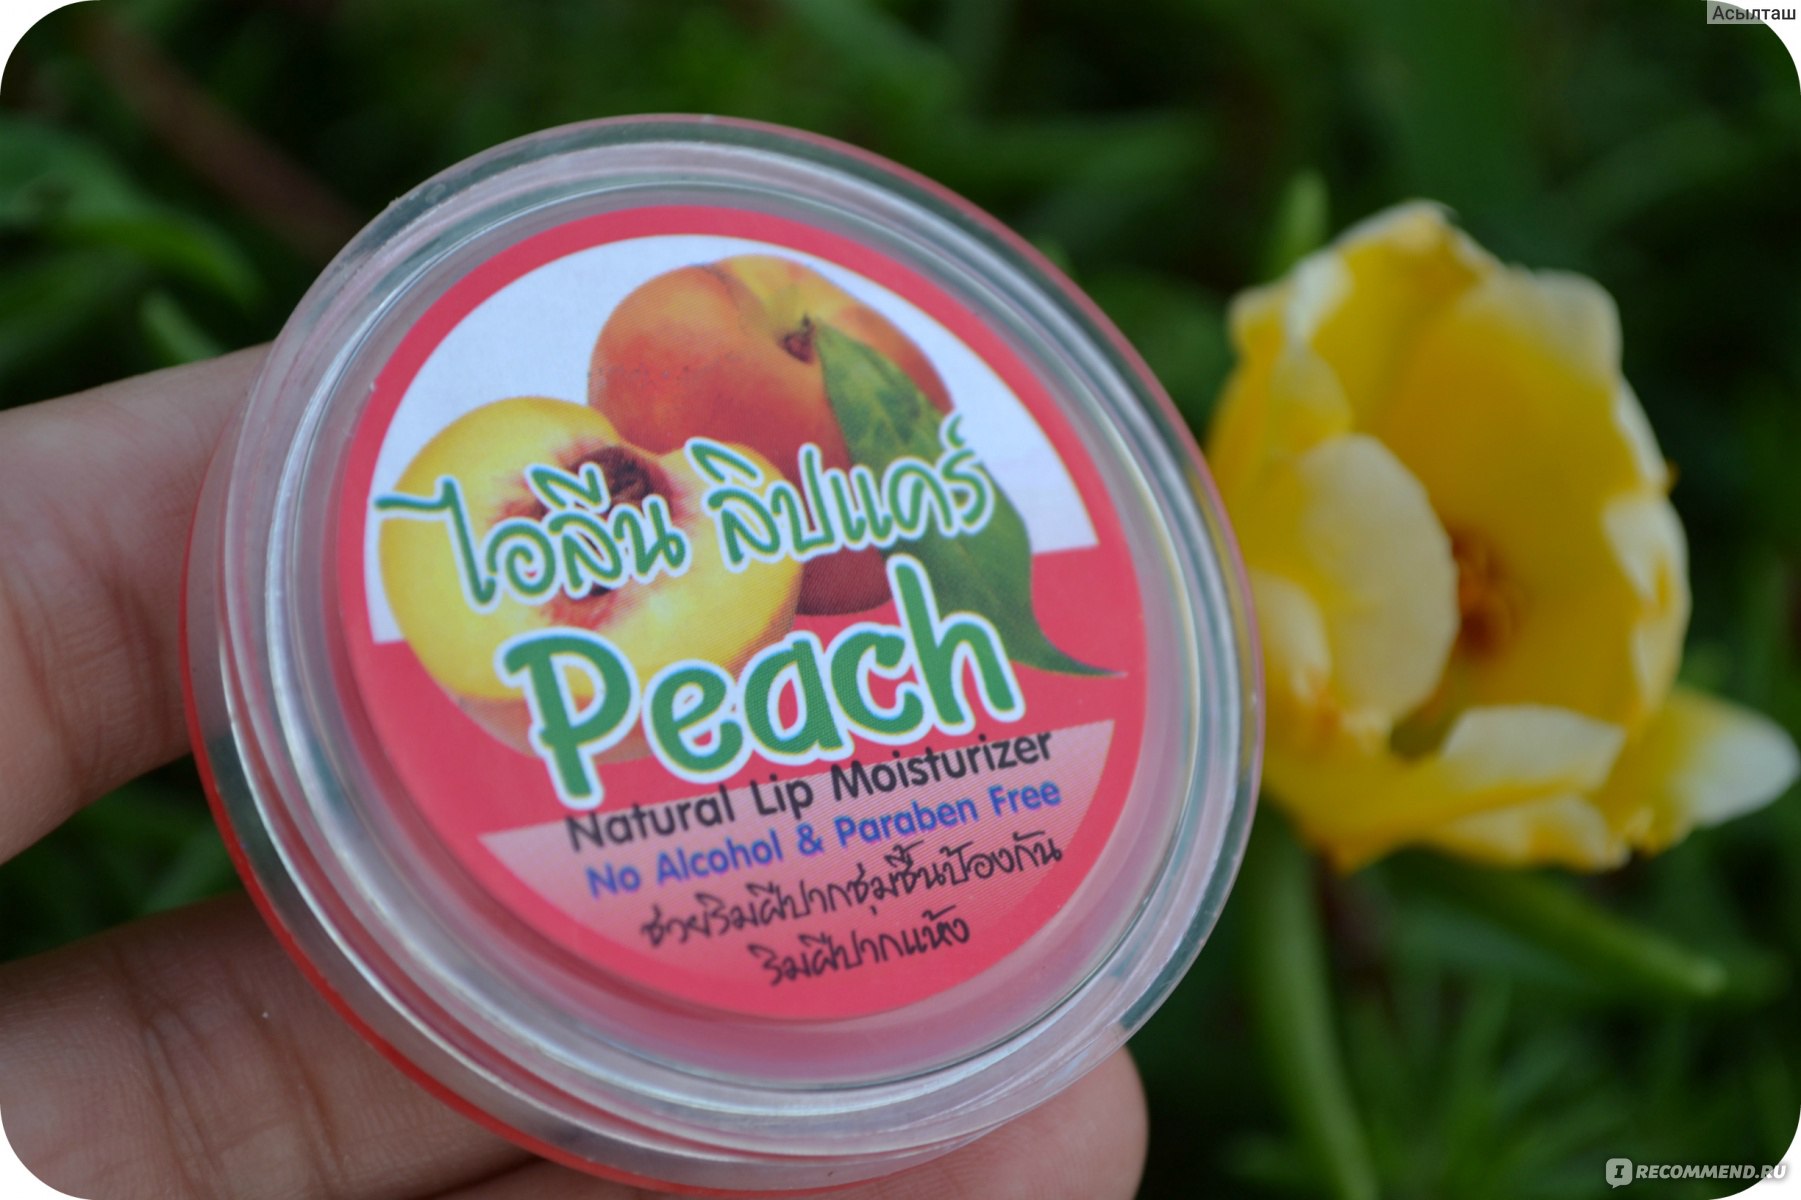 Асылташ
ไอลีน ลิปแคร์
Peach
Natural Lip Moisturizer
No Alcohol & Paraben Free
ช่วยริมฝีปากชุ่มชื้นป้องกัน
ริมฝีปากแห้ง
IRECOMMEND.RU